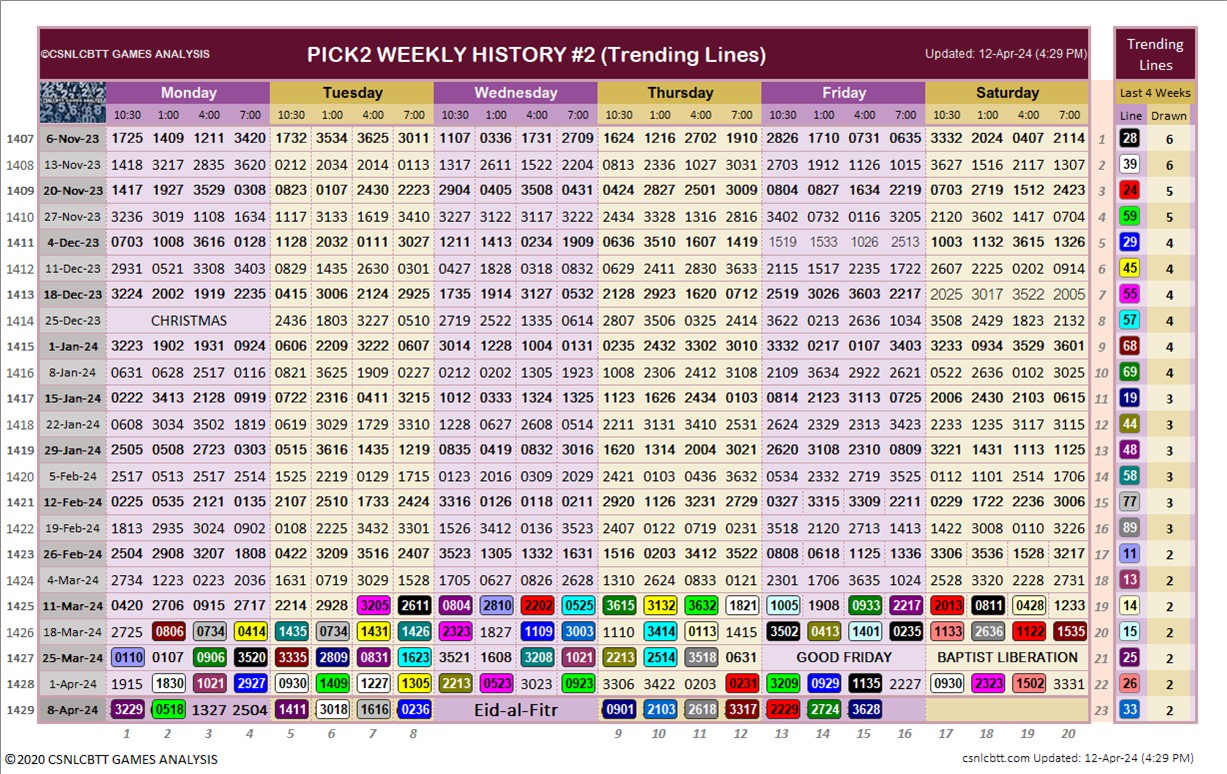 ©CSNLCBTT GAMES ANALYSIS PICK2 WEEKLY HISTORY #2 (Trending Lines) Updated: 12-Apr-24 (4:29 PM) Trending Lines
Monday Tuesday Wednesday Thursday Friday Saturday Last 4 Weeks
10:30 1:00 4:00 7:00 10:30 1:00 4:00 7:00 10:30 1:00 4:00 7:00 10:30 1:00 4:00 7:00 10:30 1:00 4:00 7:00 10:30 1:00 4:00 7:00 Line Drawn
1407 6-Nov-23 1725 1409 1211 3420 1732 3534 3625 3011 1107 0336 1731 2709 1624 1216 2702 1910 2826 1710 0731 0635 3332 2024 0407 2114 1 28 6
1408 13-Nov-23 1418 3217 2835 3620 0212 2034 2014 0113 1317 2611 1522 2204 0813 2336 1027 3031 2703 1912 1126 1015 3627 1516 2117 1307 2 39 6
1409 20-Nov-23 1417 1927 3529 0308 0823 0107 2430 2223 2904 0405 3508 0431 0424 2827 2501 3009 0804 0827 1634 2219 0703 2719 1512 2423 3 24 5
1410 27-Nov-23 3236 3019 1108 1634 1117 3133 1619 3410 3227 3122 3117 3222 2434 3328 1316 2816 3402 0732 0116 3205 2120 3602 1417 0704 4 59 5
1411 4-Dec-23 0703 1008 3616 0128 1128 2032 0111 3027 1211 1413 0234 1909 0636 3510 1607 1419 1519 1533 1026 2513 1003 1132 3615 1326 5 29 4
1412 11-Dec-23 2931 0521 3308 3403 0829 1435 2630 0301 0427 1828 0318 0832 0629 2411 2830 3633 2115 1517 2235 1722 2607 2225 0202 0914 6 45 4
1413 18-Dec-23 3224 2002 1919 2235 0415 3006 2124 2925 1735 1914 3127 0532 2128 2923 1620 0712 2519 3026 3603 2217 2025 3017 3522 2005 7 55 4
1414 25-Dec-23 CHRISTMAS 2436 1803 3227 0510 2719 2522 1335 0614 2807 3506 0325 2414 3622 0213 2536 1034 3508 2429 1823 2132 8 57 4
1415 1-Jan-24 3223 1902 1931 0924 0606 2209 3222 0607 3014 1228 1004 0131 0235 2432 3302 3010 3332 0217 0107 3403 3233 0934 3529 3601 9 68 4
1416 8-Jan-24 0631 0628 2517 0116 0821 3625 1909 0227 0212 0202 1305 1923 1008 2306 2412 3108 2109 3634 2922 2621 0522 2636 0102 3025 10 69 4
1417 15-Jan-24 0222 3413 2128 0919 0722 2316 0411 3215 1012 0333 1324 1325 1123 1626 2434 0103 0814 2123 3113 0725 2006 2430 2103 0615 11 19 3
1418 22-Jan-24 0608 3034 3502 1819 0619 3029 1729 3310 1228 0627 2608 0514 2211 3131 3410 2531 2624 2329 2313 3423 2233 1235 3117 3115 12 44 3
1419 29-Jan-24 2505 0508 2723 0303 0515 3616 1435 1219 0835 0419 0832 3016 1620 1314 2004 3021 2620 3108 2310 0809 3221 1431 1113 1125 13 48 3
1420 5-Feb-24 2517 0513 2517 2514 1525 2219 0129 1715 0123 2016 0309 2029 2421 0103 0436 3632 0534 2332 2719 3525 0112 1101 2514 1706 14 58 3
1421 12-Feb-24 0225 0535 2121 0135 2107 2510 1733 2424 3316 0126 0118 0211 2920 1126 3231 2729 0327 3315 3309 2211 0229 1722 2236 3006 15 77 3
1422 19-Feb-24 1813 2935 3024 0902 0108 2225 3432 3301 1526 3412 0136 3523 2407 0122 0719 0231 3518 2120 2713 1413 1422 3008 0110 3226 16 89 3
1423 26-Feb-24 2504 2908 3207 1808 0422 3209 3516 2407 3523 1305 1332 1631 1516 0203 3412 3522 0808 0618 1125 1336 3306 3536 1528 3217 17 11 2
1424 4-Mar-24 2734 1223 0223 2036 1631 0719 3029 1528 1705 0627 0826 2628 1310 2624 0833 0121 2301 1706 3635 1024 2528 3320 2228 2731 18 13 2
1425 11-Mar-24 0420 2706 0915 2717 2214 2928 3205 2611 0804 2810 2202 0525 3615 3132 3632 1821 1005 1908 0933 2217 2013 0811 0428 1233 19 14 2
1426 18-Mar-24 2725 0806 0734 0414 1435 0734 1431 1426 2323 1827 1109 3003 1110 3414 0113 1415 3502 0413 1401 0235 1133 2636 1122 1535 20 15 2
1427 25-Mar-24 0110 0107 0906 3520 3335 2809 0831 1623 3521 1608 3208 1021 2213 2514 3518 0631 GOOD FRIDAY BAPTIST LIBERATION 21 25 2
1428 1-Apr-24 1915 1830 1021 2927 0930 1409 1227 1305 2213 0523 3023 0923 3306 3422 0203 0231 3209 0929 1135 2227 0930 2323 1502 3331 22 26 2
1429 8-Apr-24 3229 0518 1327 2504 1411 3018 1616 0236 Eid-al-Fitr 0901 2103 2618 3317 2229 2724 3628 23 33 2
1 2 3 4 5 6 7 8 9 10 11 12 13 14 15 16 17 18 19 20
©2020 CSNLCBTT GAMES ANALYSIS csnlcbtt.com Updated: 12-Apr-24 (4:29 PM)